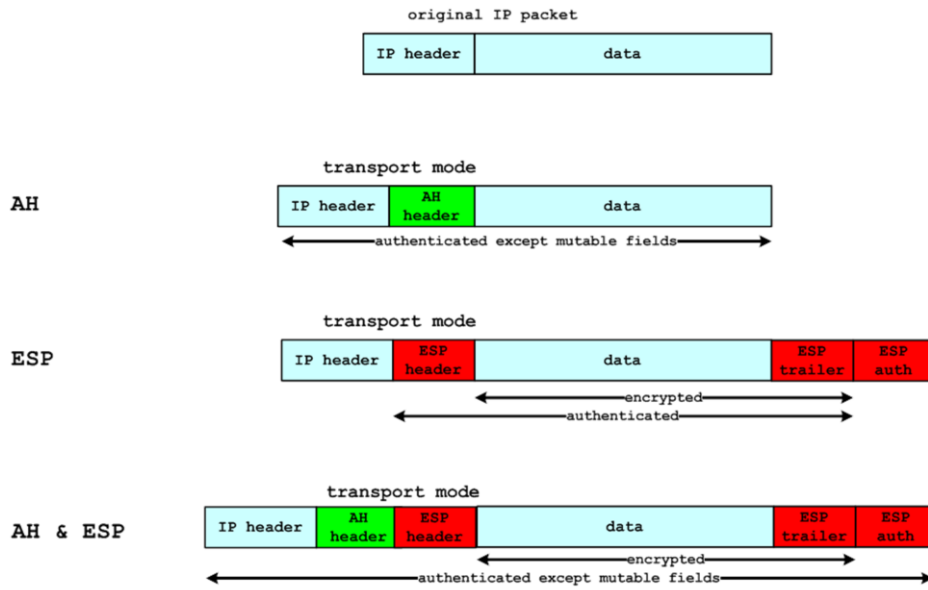 original IP packet
IP header
data
transport mode
AH
IP header
AH
header
data
authenticated except mutable fields
transport mode
ESP
IP header
ESP
header
data
ESP
trailer
ESP
auth
encrypted
authenticated
transport mode
AH & ESP
IP header
AH
header
ESP
header
data
ESP
trailer
ESP
auth
encrypted
authenticated except mutable fields